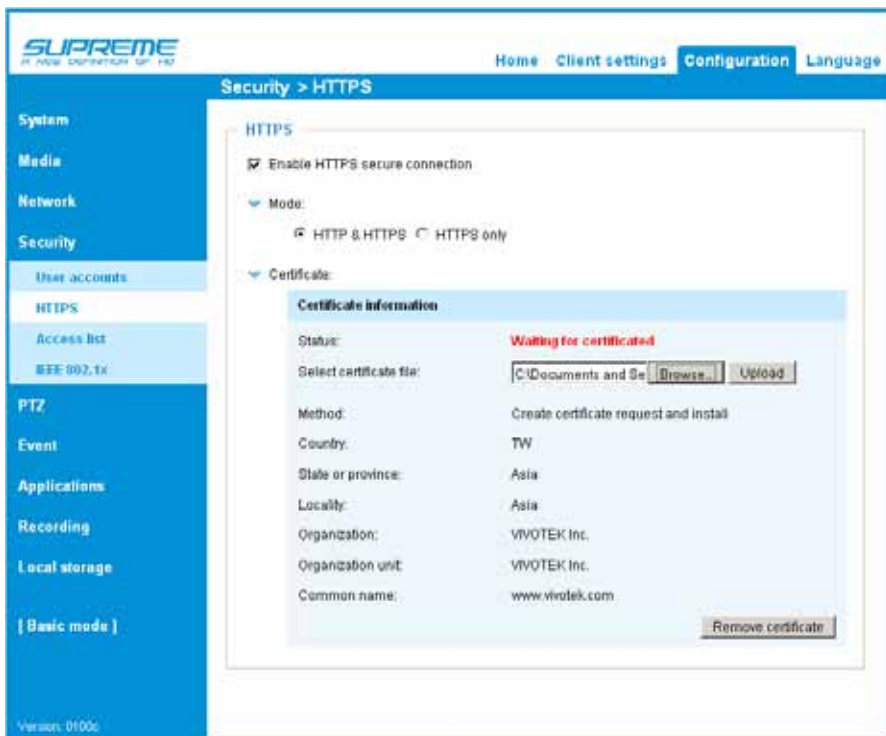 SUPREME
A NEW DEFINITION OF HD
Home Client settings Configuration Language
Security > HTTPS
System
Media
Network
Security
User accounts
HTTPS
Access list
IEEE 802.1x
PTZ
Event
Applications
Recording
Local storage
[ Basic mode ]
Version: 0100c
HTTPS
Enable HTTPS secure connection
Mode:
HTTP & HTTPS HTTPS only
Certificate:
Certificate information
Status: Waiting for certificated
Select certificate file: C:\Documents and Se Browse... Upload
Method: Create certificate request and install
Country: TW
State or province: Asia
Locality: Asia
Organization: VIVOTEK Inc.
Organization unit: VIVOTEK Inc.
Common name: www.vivotek.com
Remove certificate